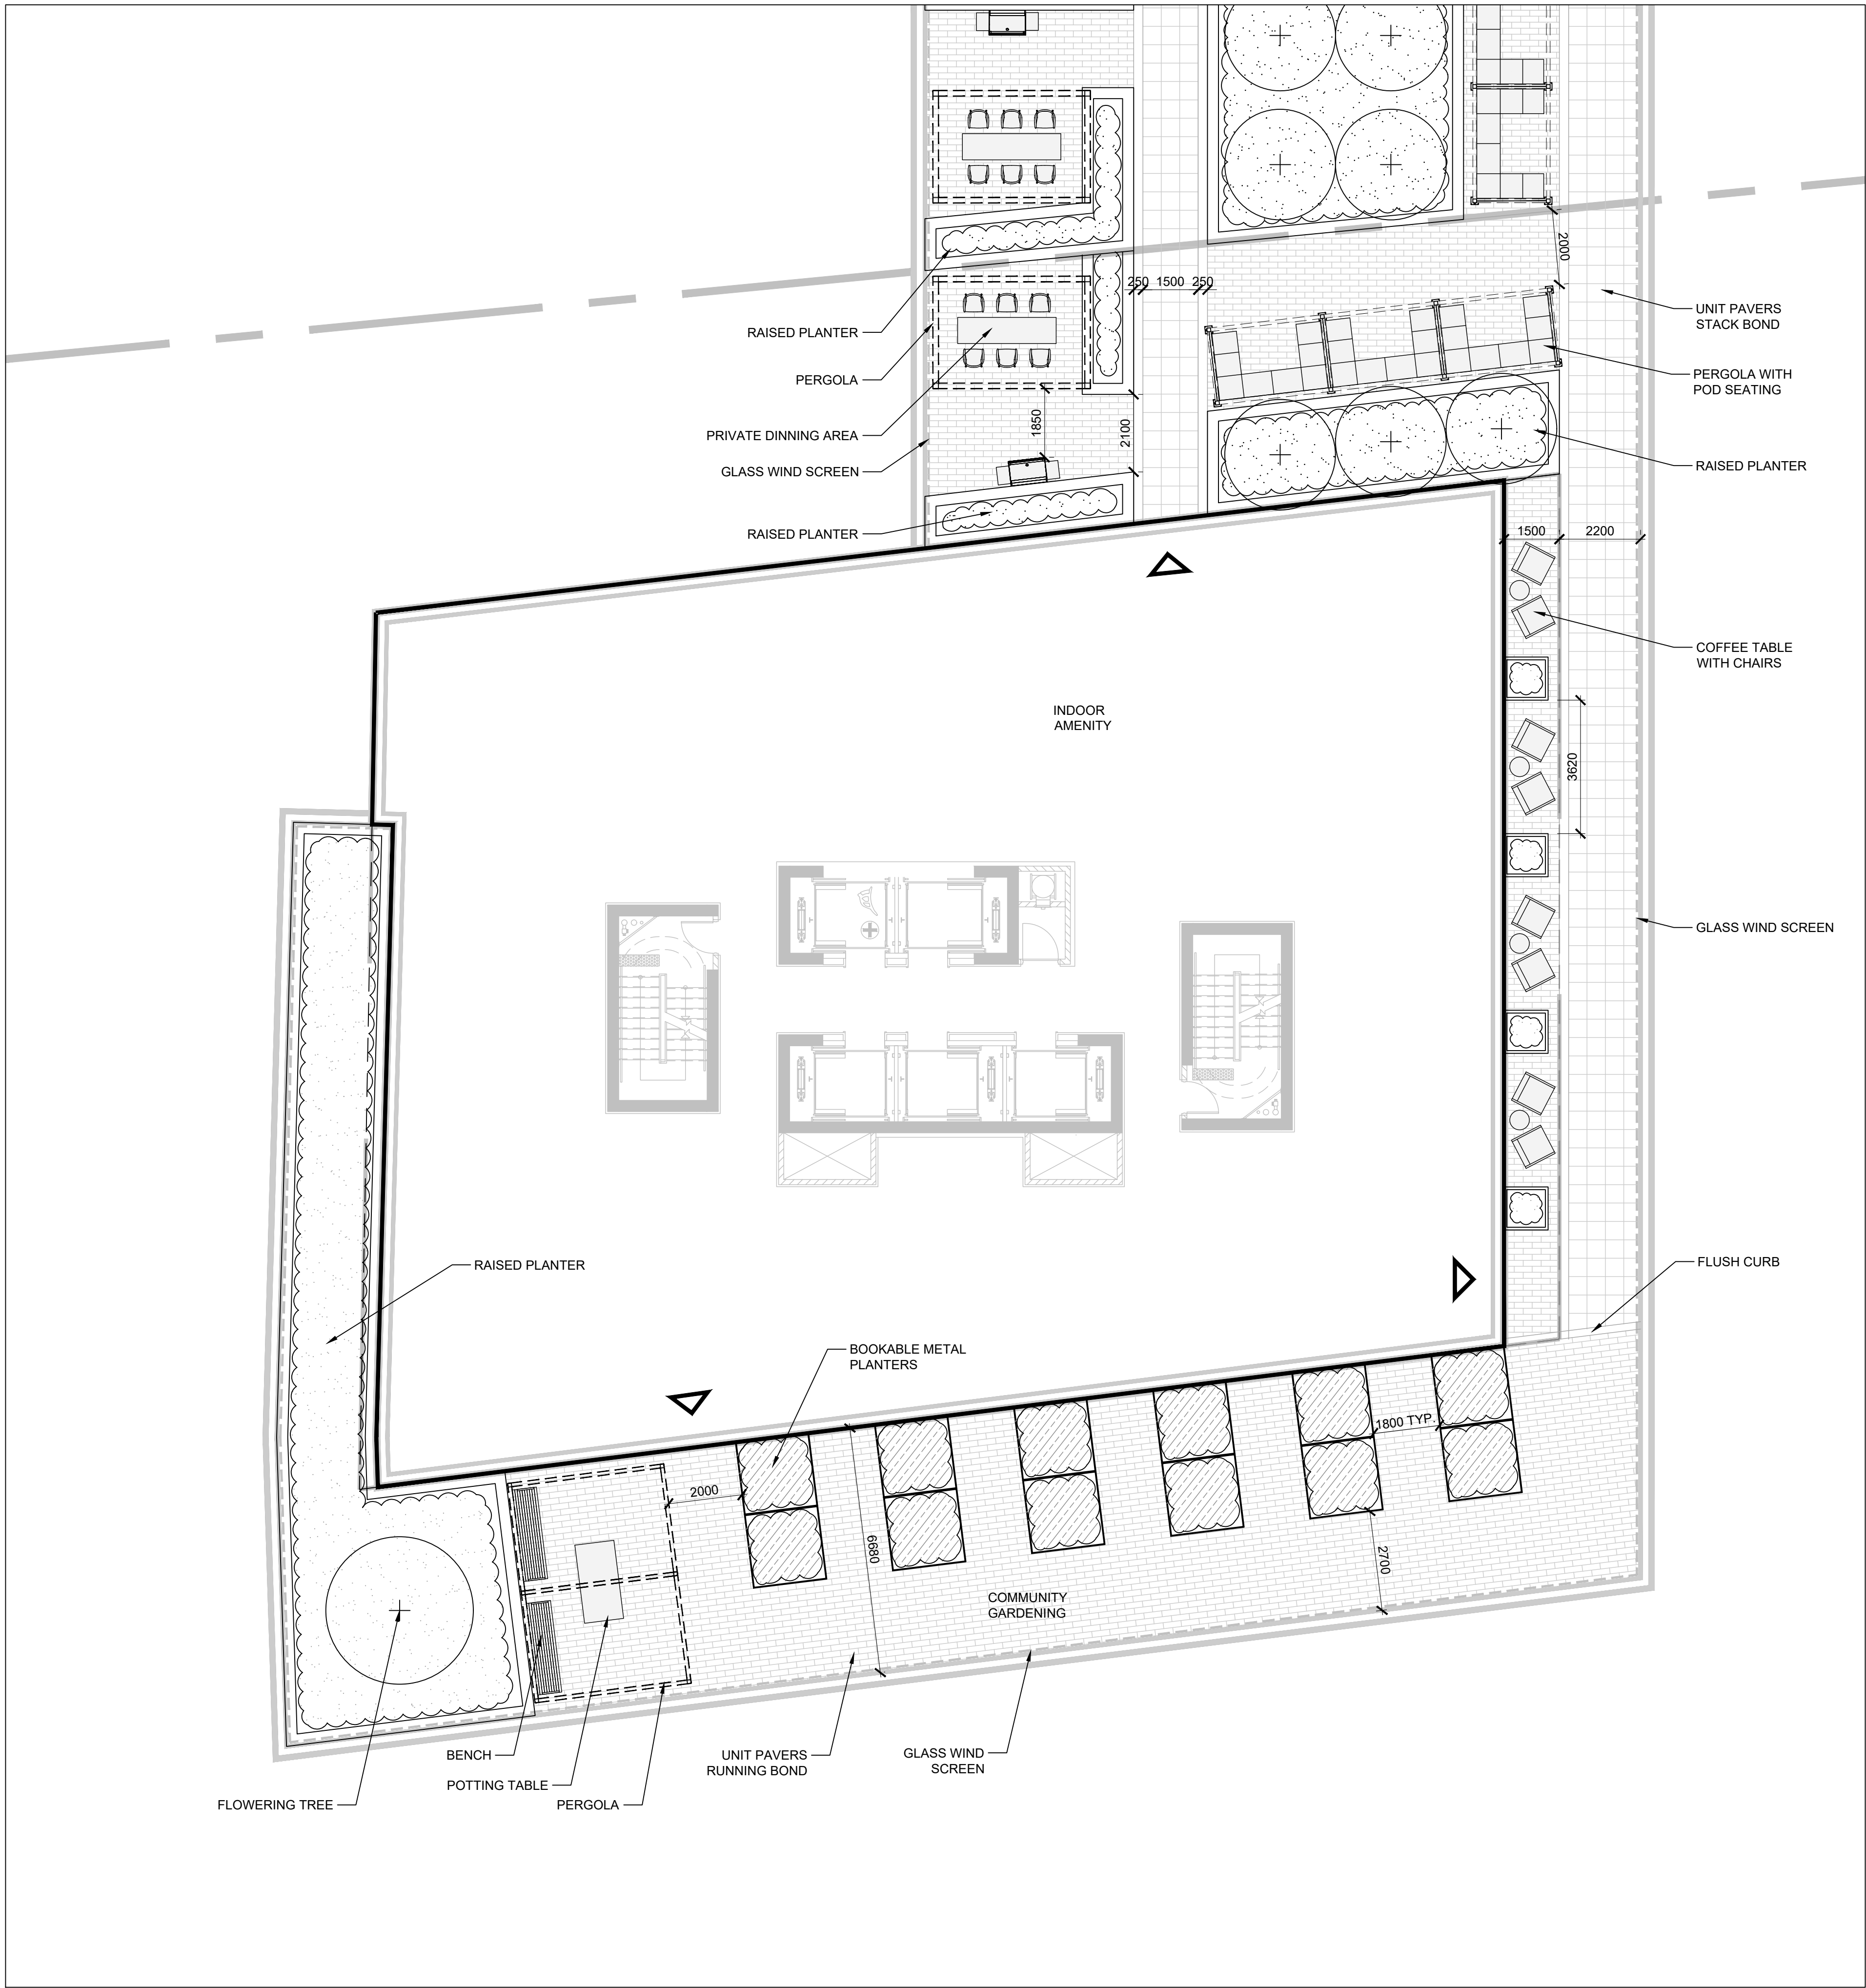 2000
250 1500 250
UNIT PAVERS
STACK BOND
RAISED PLANTER
PERGOLA
PERGOLA WITH
POD SEATING
1850
2100
PRIVATE DINNING AREA
GLASS WIND SCREEN
RAISED PLANTER
RAISED PLANTER
1500
2200
COFFEE TABLE
WITH CHAIRS
INDOOR
AMENITY
3620
GLASS WIND SCREEN
RAISED PLANTER
FLUSH CURB
BOOKABLE METAL
PLANTERS
1800 TYP.
2000
6680
2700
COMMUNITY
GARDENING
BENCH
UNIT PAVERS
RUNNING BOND
GLASS WIND
SCREEN
POTTING TABLE
FLOWERING TREE
PERGOLA